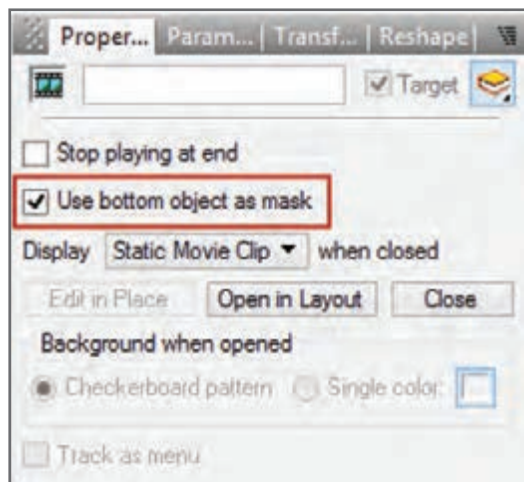 Proper... Param... Transf... Reshape
Target
Stop playing at end
Use bottom object as mask
Display Static Movie Clip when closed
Edit in Place Open in Layout Close
Background when opened
Checkerboard pattern Single color:
Track as menu